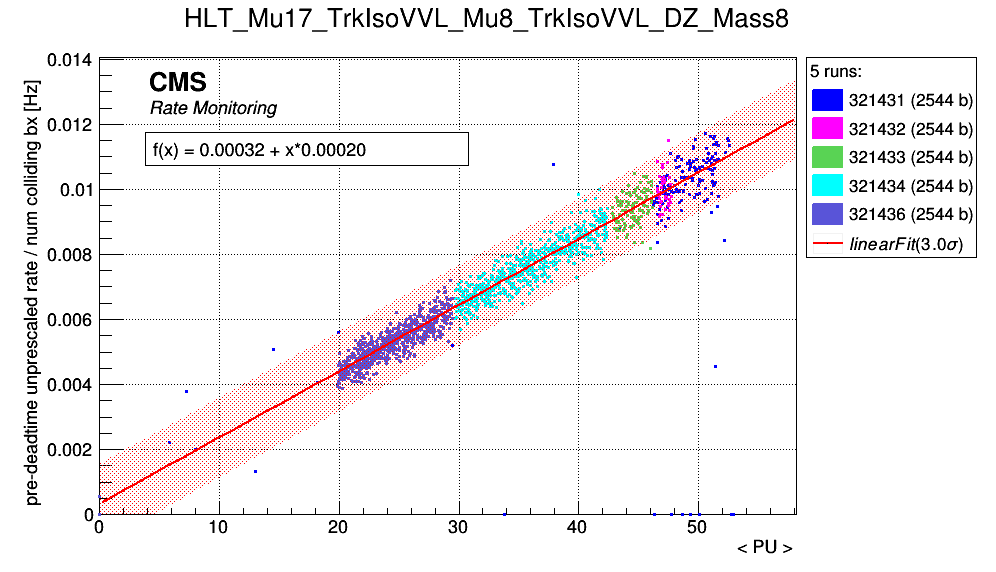 HLT_Mu17_TrkIsoVVL_Mu8_TrkIsoVVL_DZ_Mass8
pre-deadtime unprescaled rate / num colliding bx [Hz]
0.014
0.012
0.01
0.008
0.006
0.004
0.002
0
CMS
Rate Monitoring
f(x) = 0.00032 + x*0.00020
0 10 20 30 40 50
< PU >
5 runs:
321431 (2544 b)
321432 (2544 b)
321433 (2544 b)
321434 (2544 b)
321436 (2544 b)
linearFit(3.0σ)